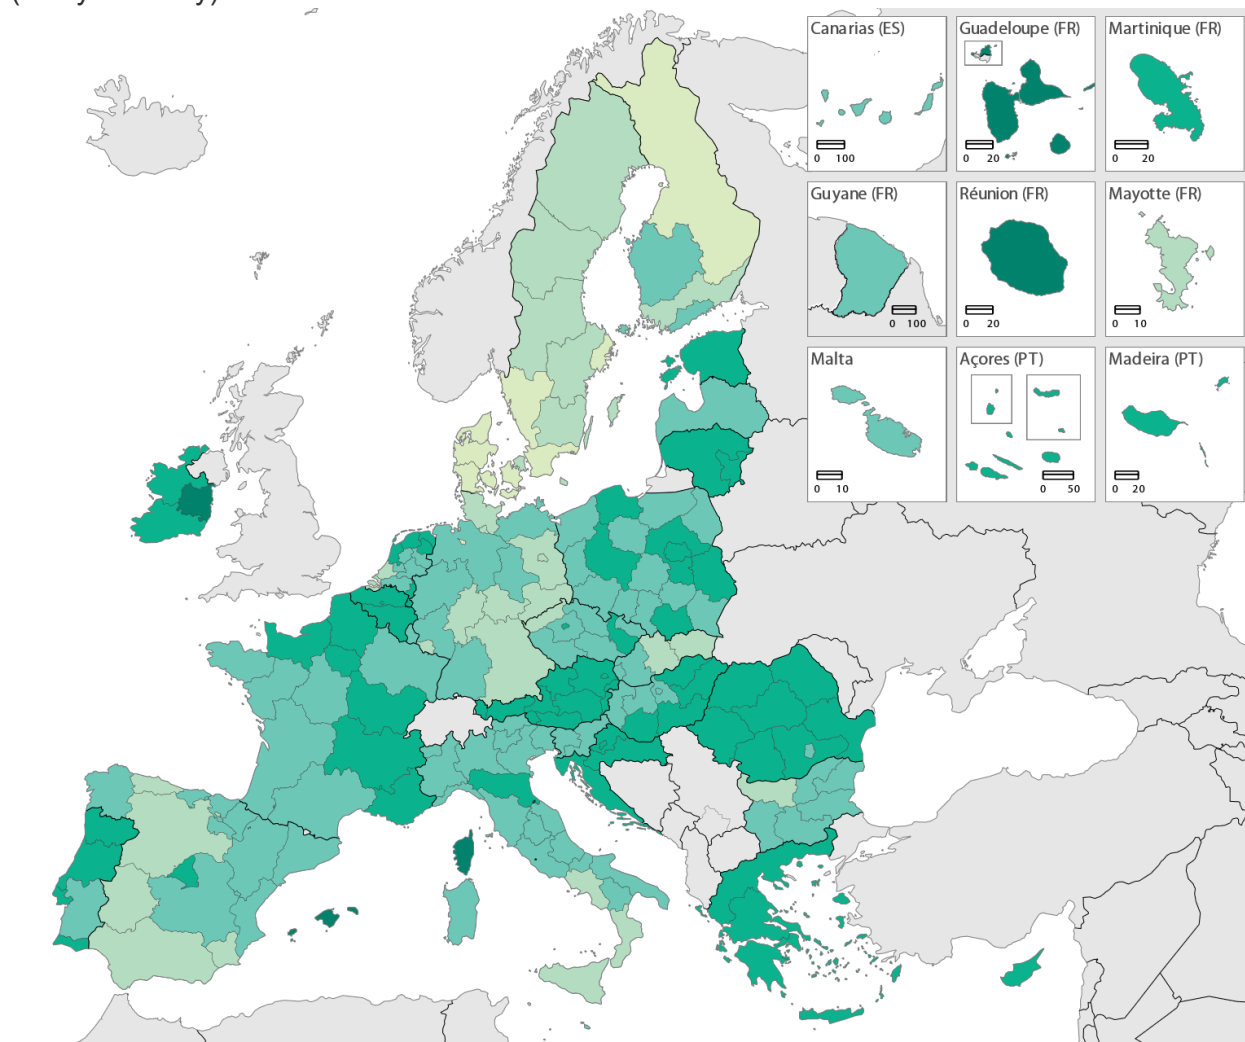 Canarias (ES)
0 100
Guadeloupe (FR)
0 20
Martinique (FR)
0 20
Guyane (FR)
0 100
Réunion (FR)
0 20
Mayotte (FR)
0 10
Malta
0 10
Açores (PT)
0 50
Madeira (PT)
0 20